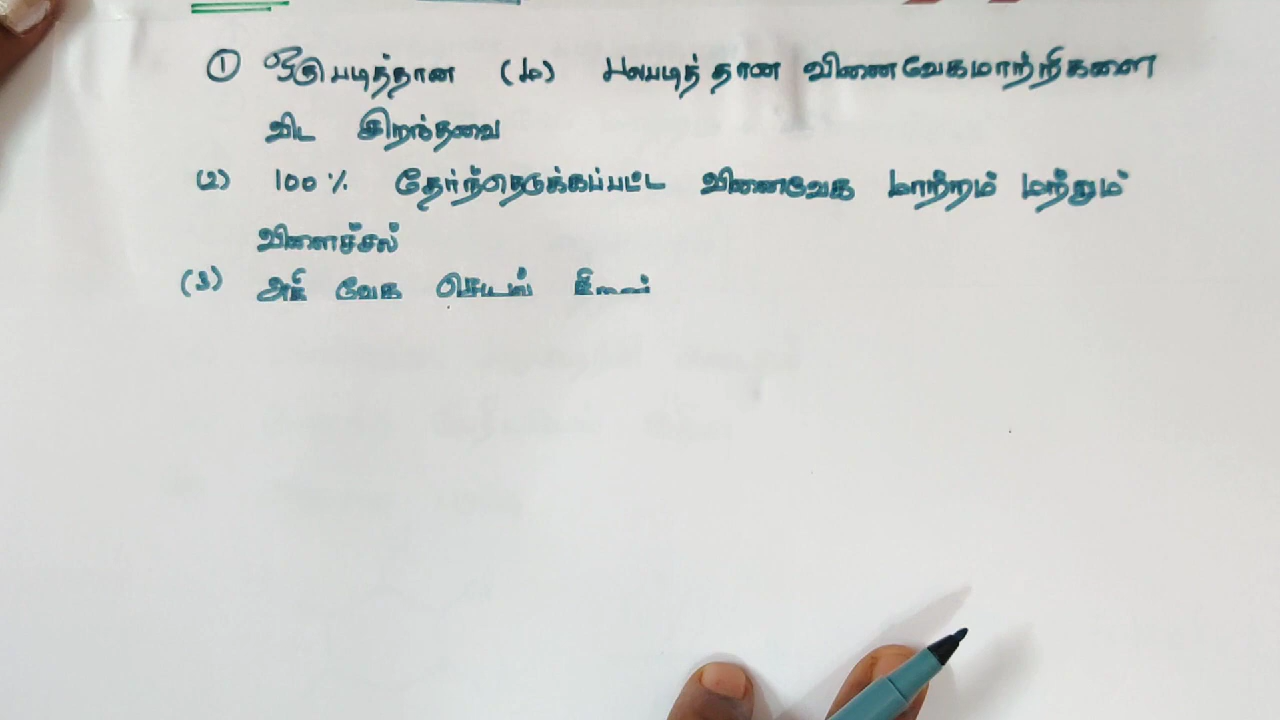 ① ஒருபடித்தான (டு) பலபடித்தான வினைவேகமாற்றிகளை
விட சிறந்தவை
(2) 100% தேர்ந்தெடுக்கப்பட்ட வினைவேக மாற்றம் மற்றும்
விளைச்சல்
(3) அதி வேக செயல் திறன்